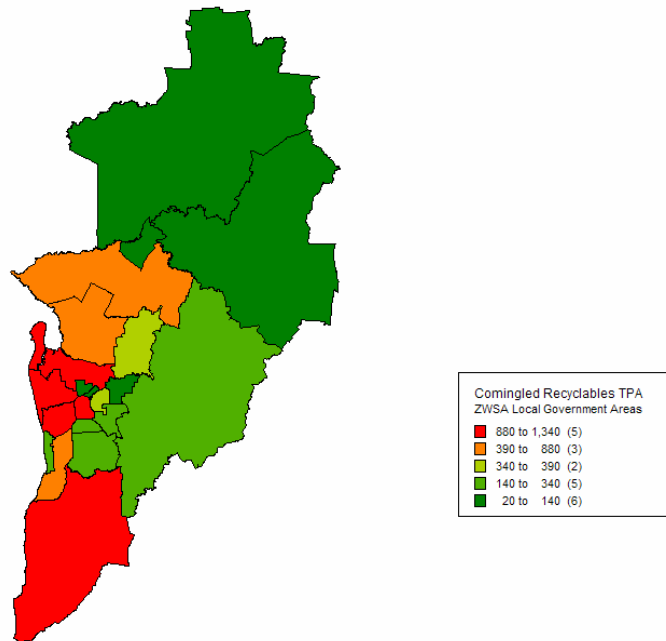 Comingled Recyclables TPA
ZWSA Local Government Areas
880 to 1,340 (5)
390 to 880 (3)
340 to 390 (2)
140 to 340 (5)
20 to 140 (6)